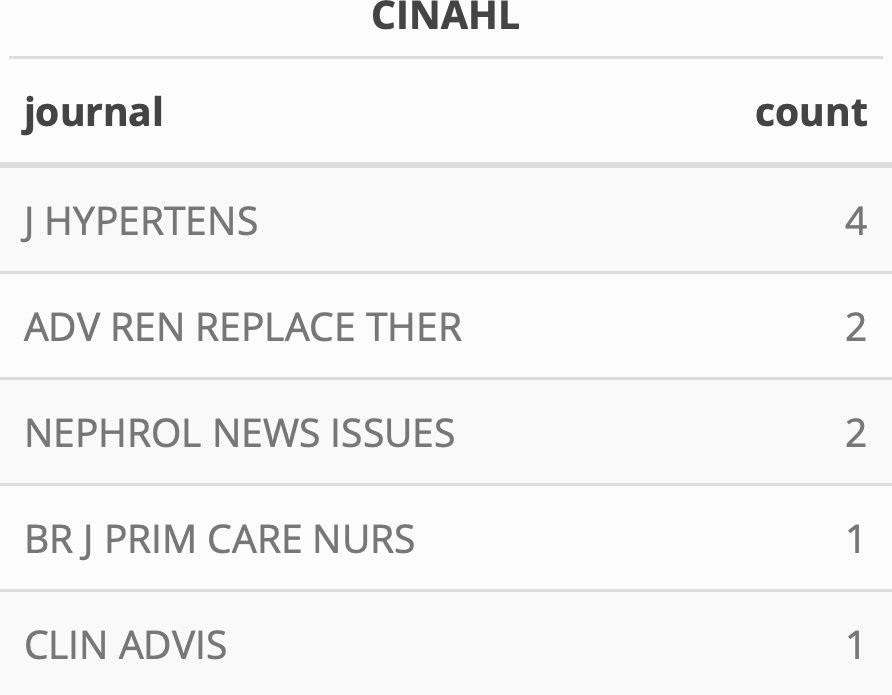 CINAHL
journal count
J HYPERTENS 4
ADV REN REPLACE THER 2
NEPHROL NEWS ISSUES 2
BR J PRIM CARE NURS 1
CLIN ADVIS 1